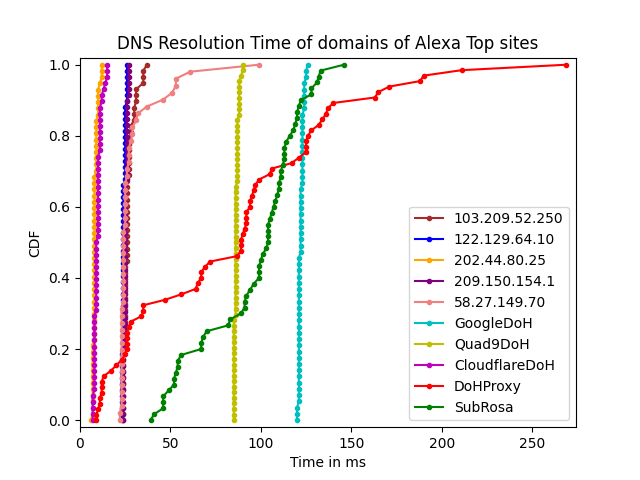 DNS Resolution Time of domains of Alexa Top sites
CDF
1.0
0.8
0.6
0.4
0.2
0.0
0
50
100
150
200
250
Time in ms
103.209.52.250
122.129.64.10
202.44.80.25
209.150.154.1
58.27.149.70
GoogleDoH
Quad9DoH
CloudflareDoH
DoHProxy
SubRosa